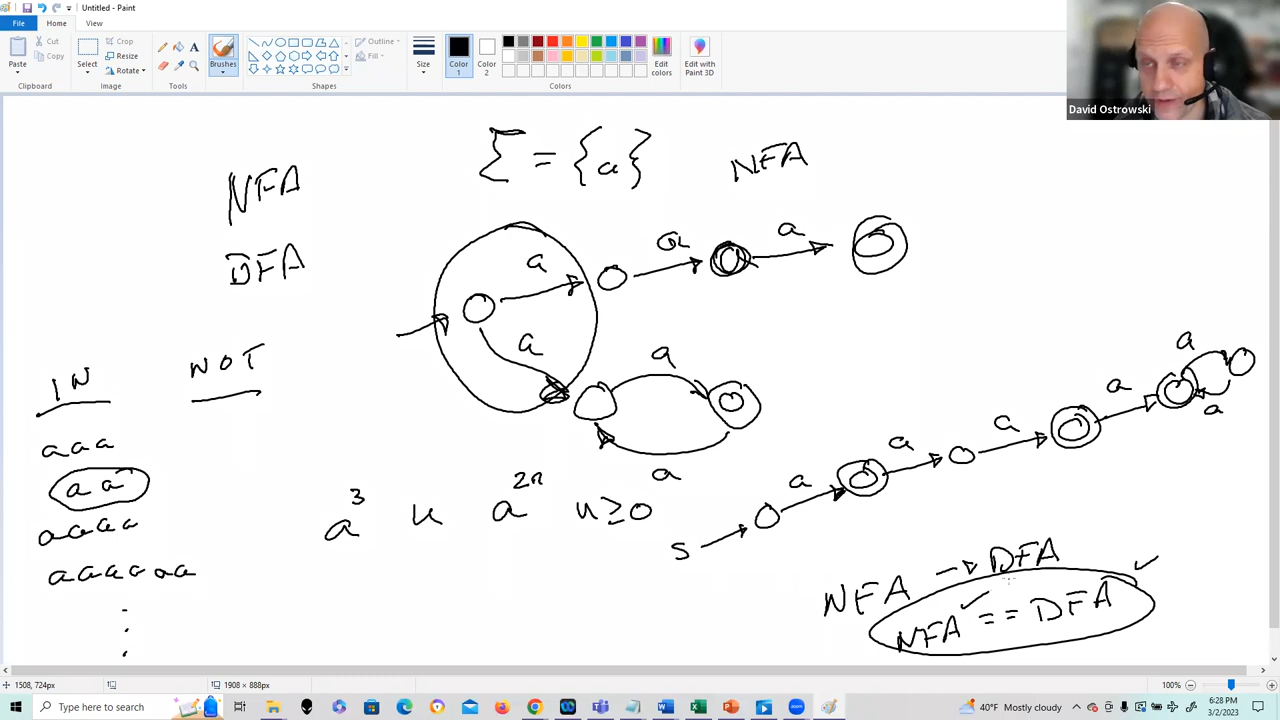 Untitled - Paint
File Home View
Paste
Cut
Copy
Clipboard
Select
Crop
Resize
Rotate
Image
Tools
Brushes
Outline
Fill
Shapes
Size
Color 1
Color 2
Edit colors
Colors
Edit with Paint 3D
David Ostrowski
Σ = {a}
NFA
NFA
DFA
a
a
a
a
a
a
IN
NOT
aaa
aa
aaaa
aaaaaa
a³ ∪ a²ⁿ n≥0
S
a
a
a
a
a
a
NFA → DFA
NFA == DFA
1508, 724px
1908 × 888px
100%
Type here to search
40°F Mostly cloudy
6:28 PM
3/2/2023